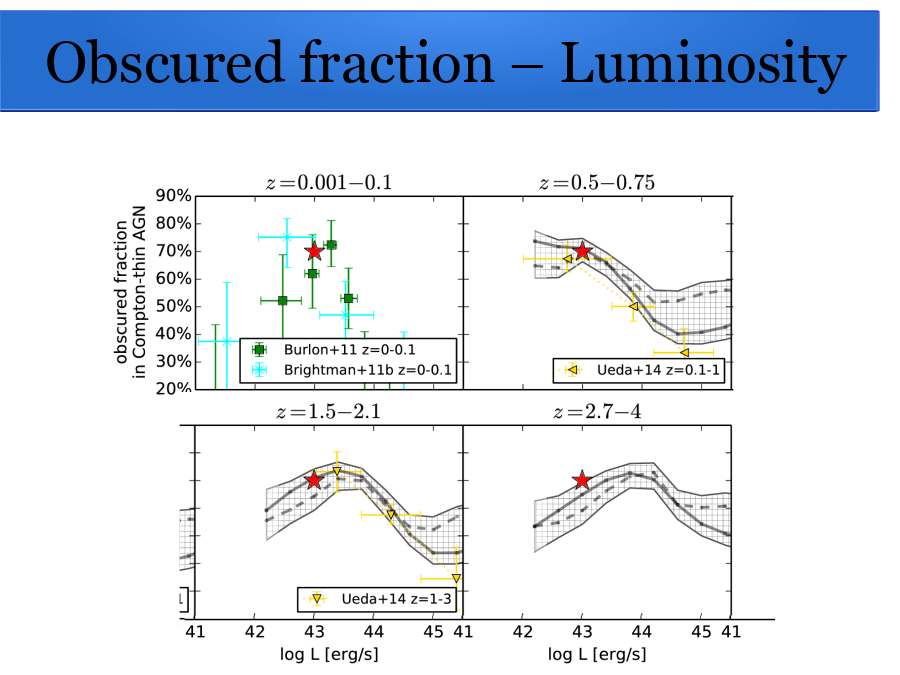 Obscured fraction – Luminosity
z=0.001−0.1
z=0.5−0.75
90%
80%
70%
60%
50%
40%
30%
20%
obscured fraction
in Compton-thin AGN
Burlon+11 z=0-0.1
Brightman+11b z=0-0.1
Ueda+14 z=0.1-1
z=1.5−2.1
z=2.7−4
1
Ueda+14 z=1-3
41 42 43 44 45 41 42 43 44 45 41
log L [erg/s]
log L [erg/s]